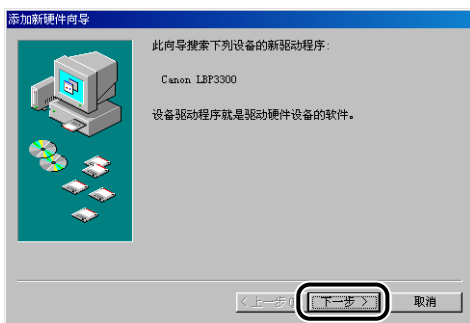 添加新硬件向导
此向导搜索下列设备的新驱动程序:
Canon LBP3300
设备驱动程序就是驱动硬件设备的软件。
< 上一步 下一步 > 取消